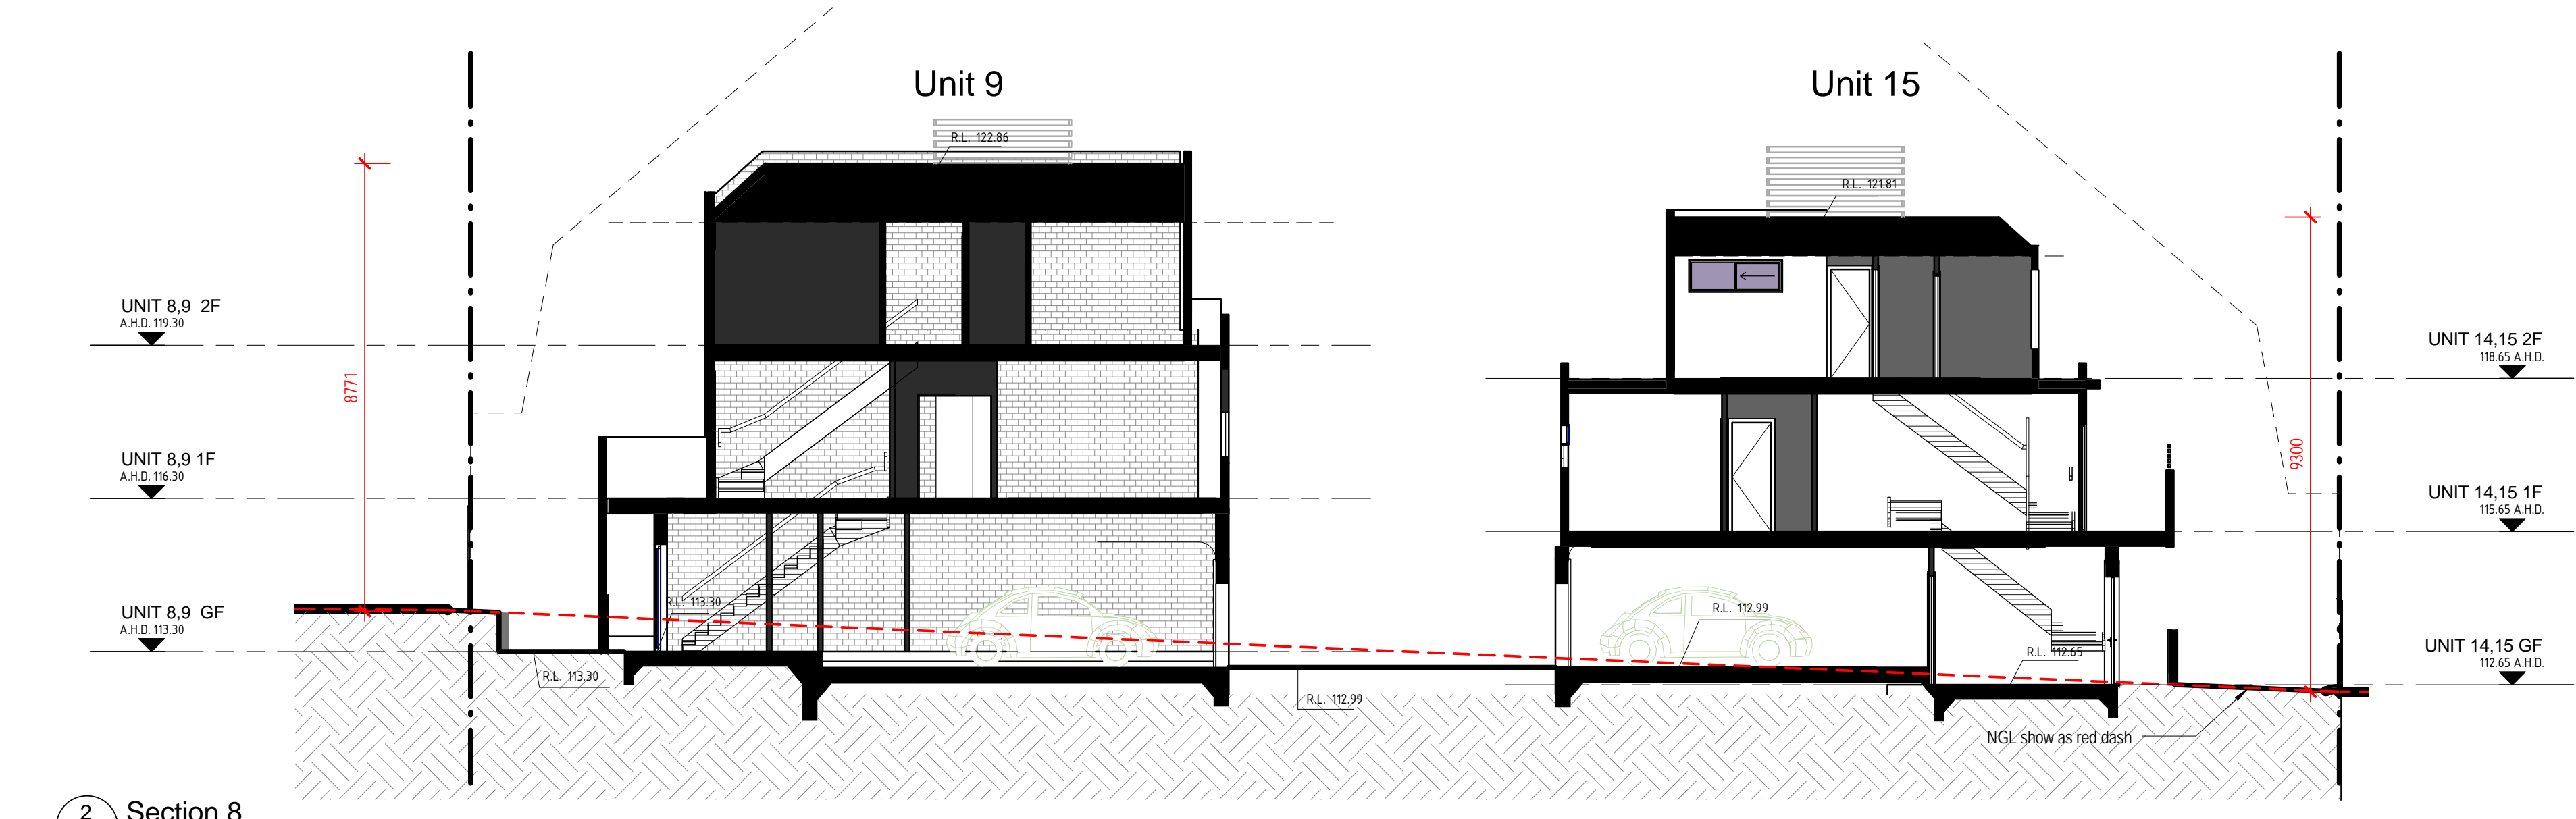 Unit 9
Unit 15
R.L. 122.86
R.L. 121.81
UNIT 8,9 2F
A.H.D. 119.30
UNIT 14,15 2F
118.65 A.H.D.
8771
9300
UNIT 8,9 1F
A.H.D. 116.30
UNIT 14,15 1F
115.65 A.H.D.
UNIT 8,9 GF
A.H.D. 113.30
R.L. 113.30
R.L. 112.99
R.L. 112.65
UNIT 14,15 GF
112.65 A.H.D.
R.L. 113.30
R.L. 112.99
NGL show as red dash
2
Section 8